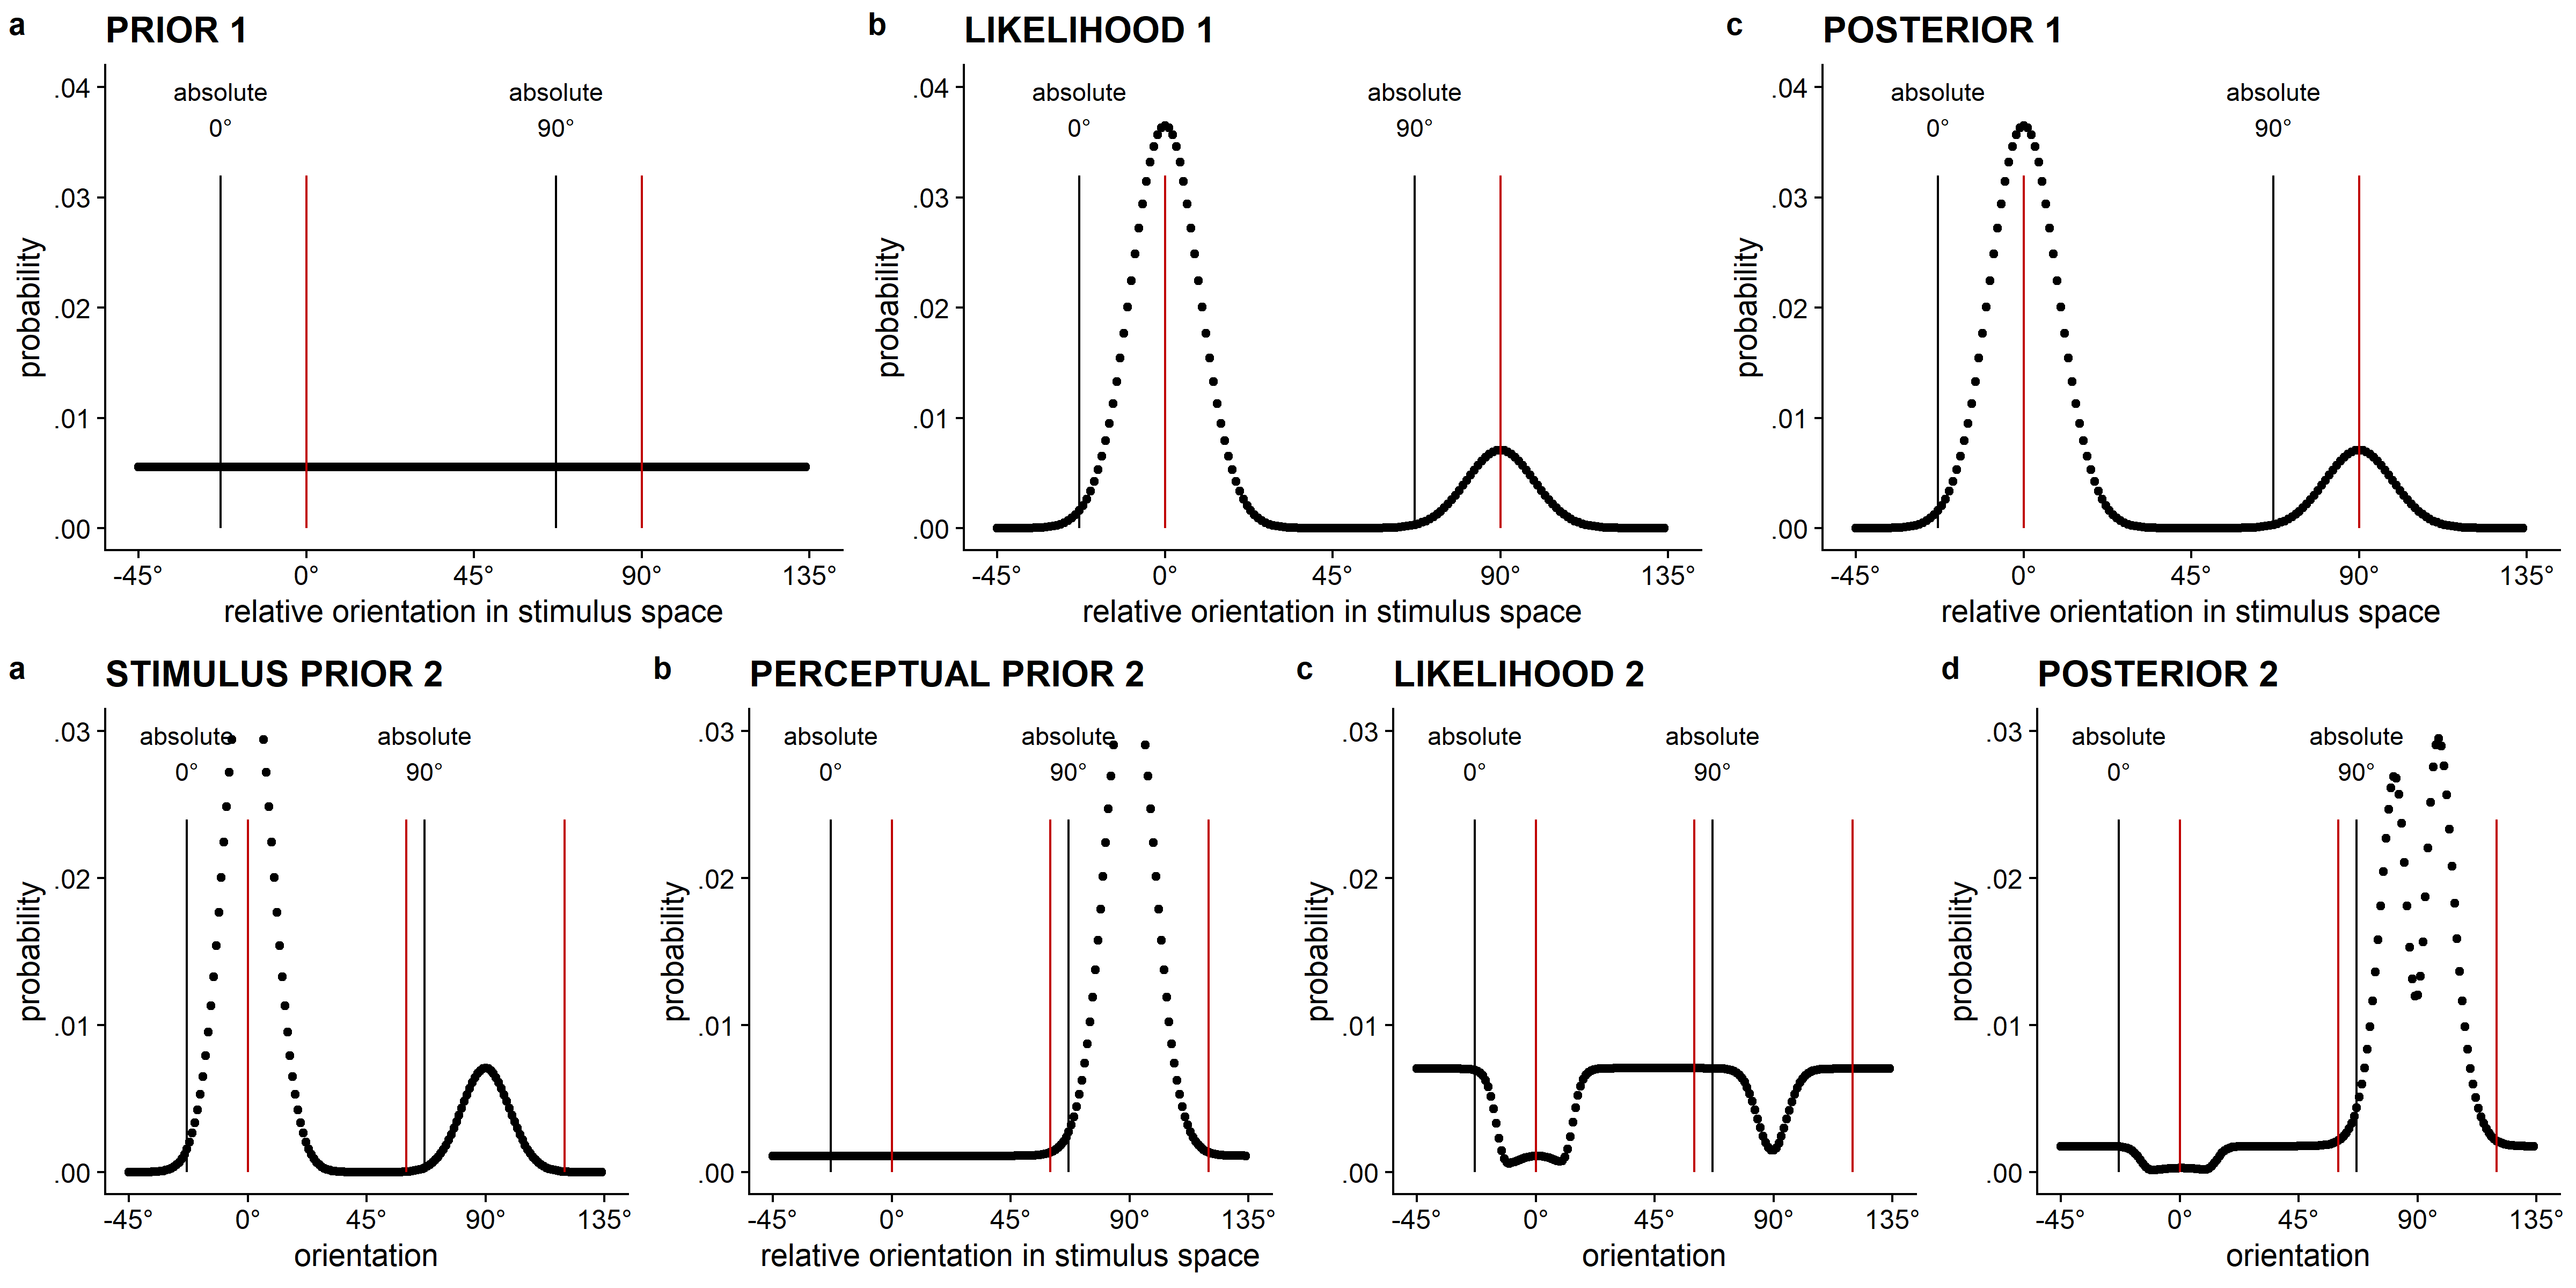 a PRIOR 1
absolute 0°
absolute 90°
.04
.03
.02
.01
.00
probability
-45° 0° 45° 90° 135°
relative orientation in stimulus space
b LIKELIHOOD 1
absolute 0°
absolute 90°
.04
.03
.02
.01
.00
probability
-45° 0° 45° 90° 135°
relative orientation in stimulus space
c POSTERIOR 1
absolute 0°
absolute 90°
.04
.03
.02
.01
.00
probability
-45° 0° 45° 90° 135°
relative orientation in stimulus space
a STIMULUS PRIOR 2
absolute 0°
absolute 90°
.03
.02
.01
.00
probability
-45° 0° 45° 90° 135°
orientation
b PERCEPTUAL PRIOR 2
absolute 0°
absolute 90°
.03
.02
.01
.00
probability
-45° 0° 45° 90° 135°
relative orientation in stimulus space
c LIKELIHOOD 2
absolute 0°
absolute 90°
.03
.02
.01
.00
probability
-45° 0° 45° 90° 135°
orientation
d POSTERIOR 2
absolute 0°
absolute 90°
.03
.02
.01
.00
probability
-45° 0° 45° 90° 135°
orientation